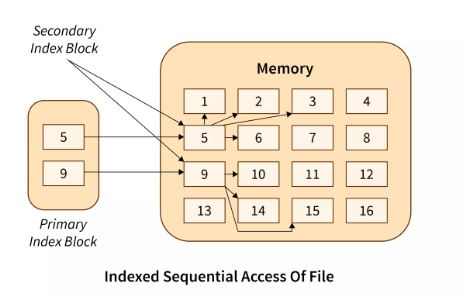 Secondary
Index Block
Memory
1 2 3 4
5 5 6 7 8
9 9 10 11 12
13 14 15 16
Primary
Index Block
Indexed Sequential Access Of File